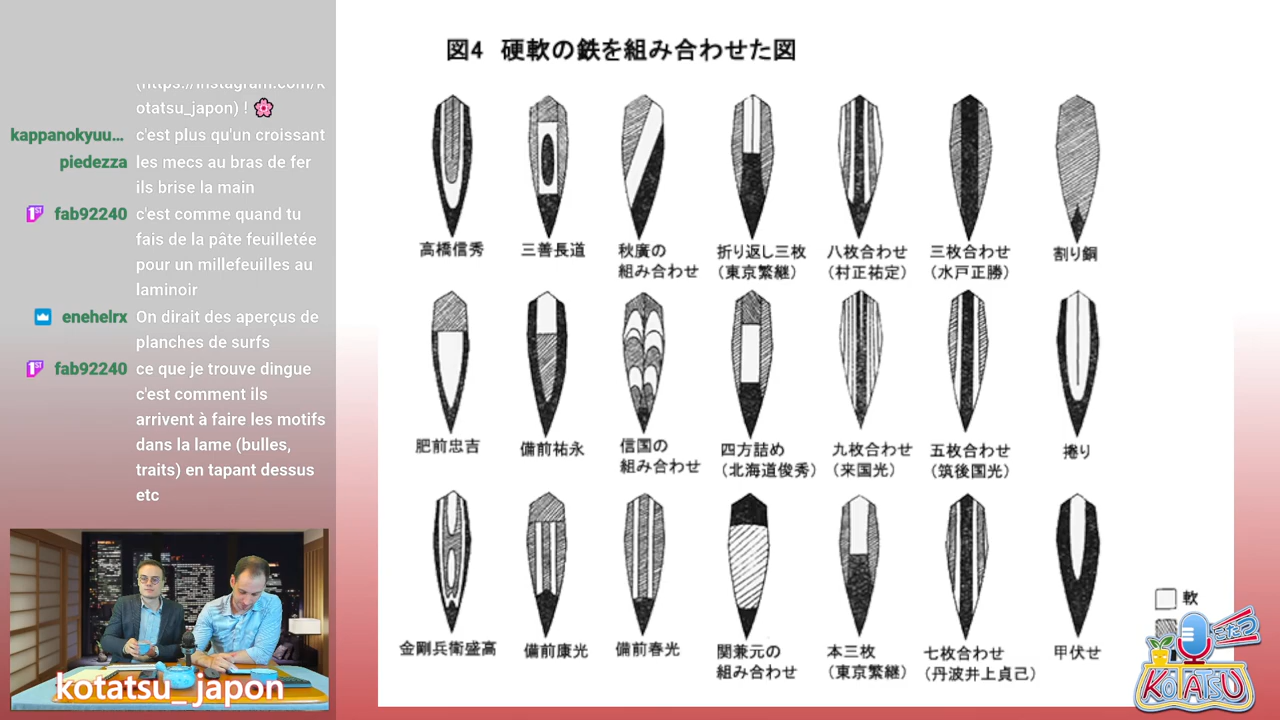 (https://instagram.com/k
otatsu_japon) ! 🌸
kappanokyuu... c'est plus qu'un croissant
piedezza les mecs au bras de fer
ils brise la main
fab92240 c'est comme quand tu
fais de la pâte feuilletée
pour un millefeuilles au
laminoir
enehelrx On dirait des aperçus de
planches de surfs
fab92240 ce que je trouve dingue
c'est comment ils
arrivent à faire les motifs
dans la lame (bulles,
traits) en tapant dessus
etc
kotatsu_japon
図4 硬軟の鉄を組み合わせた図
高橋信秀
三善長道
秋廣の
組み合わせ
折り返し三枚
(東京繁継)
八枚合わせ
(村正祐定)
三枚合わせ
(水戸正勝)
割り鋼
肥前忠吉
備前祐永
信国の
組み合わせ
四方詰め
(北海道俊秀)
九枚合わせ
(来国光)
五枚合わせ
(筑後国光)
捲り
金剛兵衛盛高
備前康光
備前春光
関兼元の
組み合わせ
本三枚
(東京繁継)
七枚合わせ
(丹波井上貞己)
甲伏せ
軟
こたつ
KOTATSU